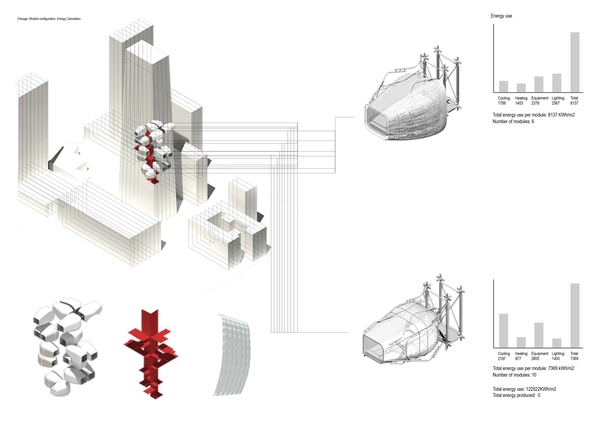 Chicago: Module configuration, Energy Calculation
Energy use
Cooling: Heating: Equipment: Lighting: Total:
1789 1403 2378 2567 8137
Total energy use per module: 8137 KWh/m2
Number of modules: 6
Cooling: Heating: Equipment: Lighting: Total:
2187 977 2805 1400 7369
Total energy use per module: 7369 kWh/m2
Number of modules: 10
Total energy use: 122522KWh/m2
Total energy produced: 0